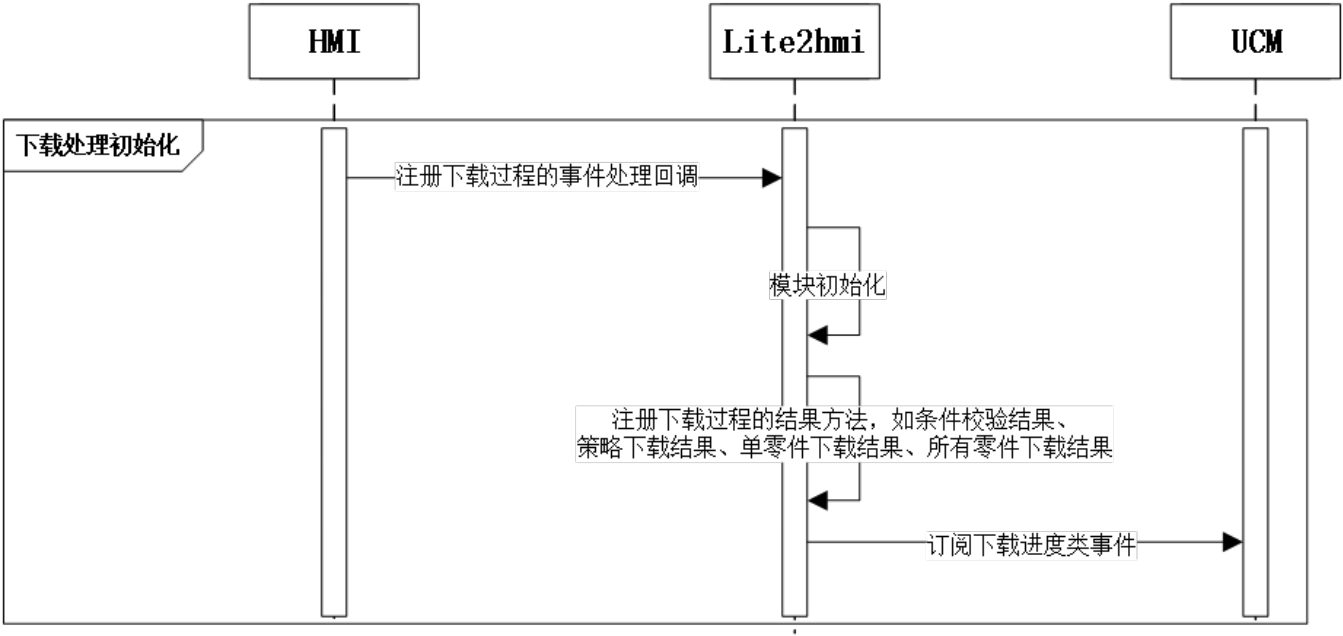 HMI
Lite2hmi
UCM
下载处理初始化
注册下载过程的事件处理回调
模块初始化
注册下载过程的结果方法，如条件校验结果、
策略下载结果、单零件下载结果、所有零件下载结果
订阅下载进度类事件